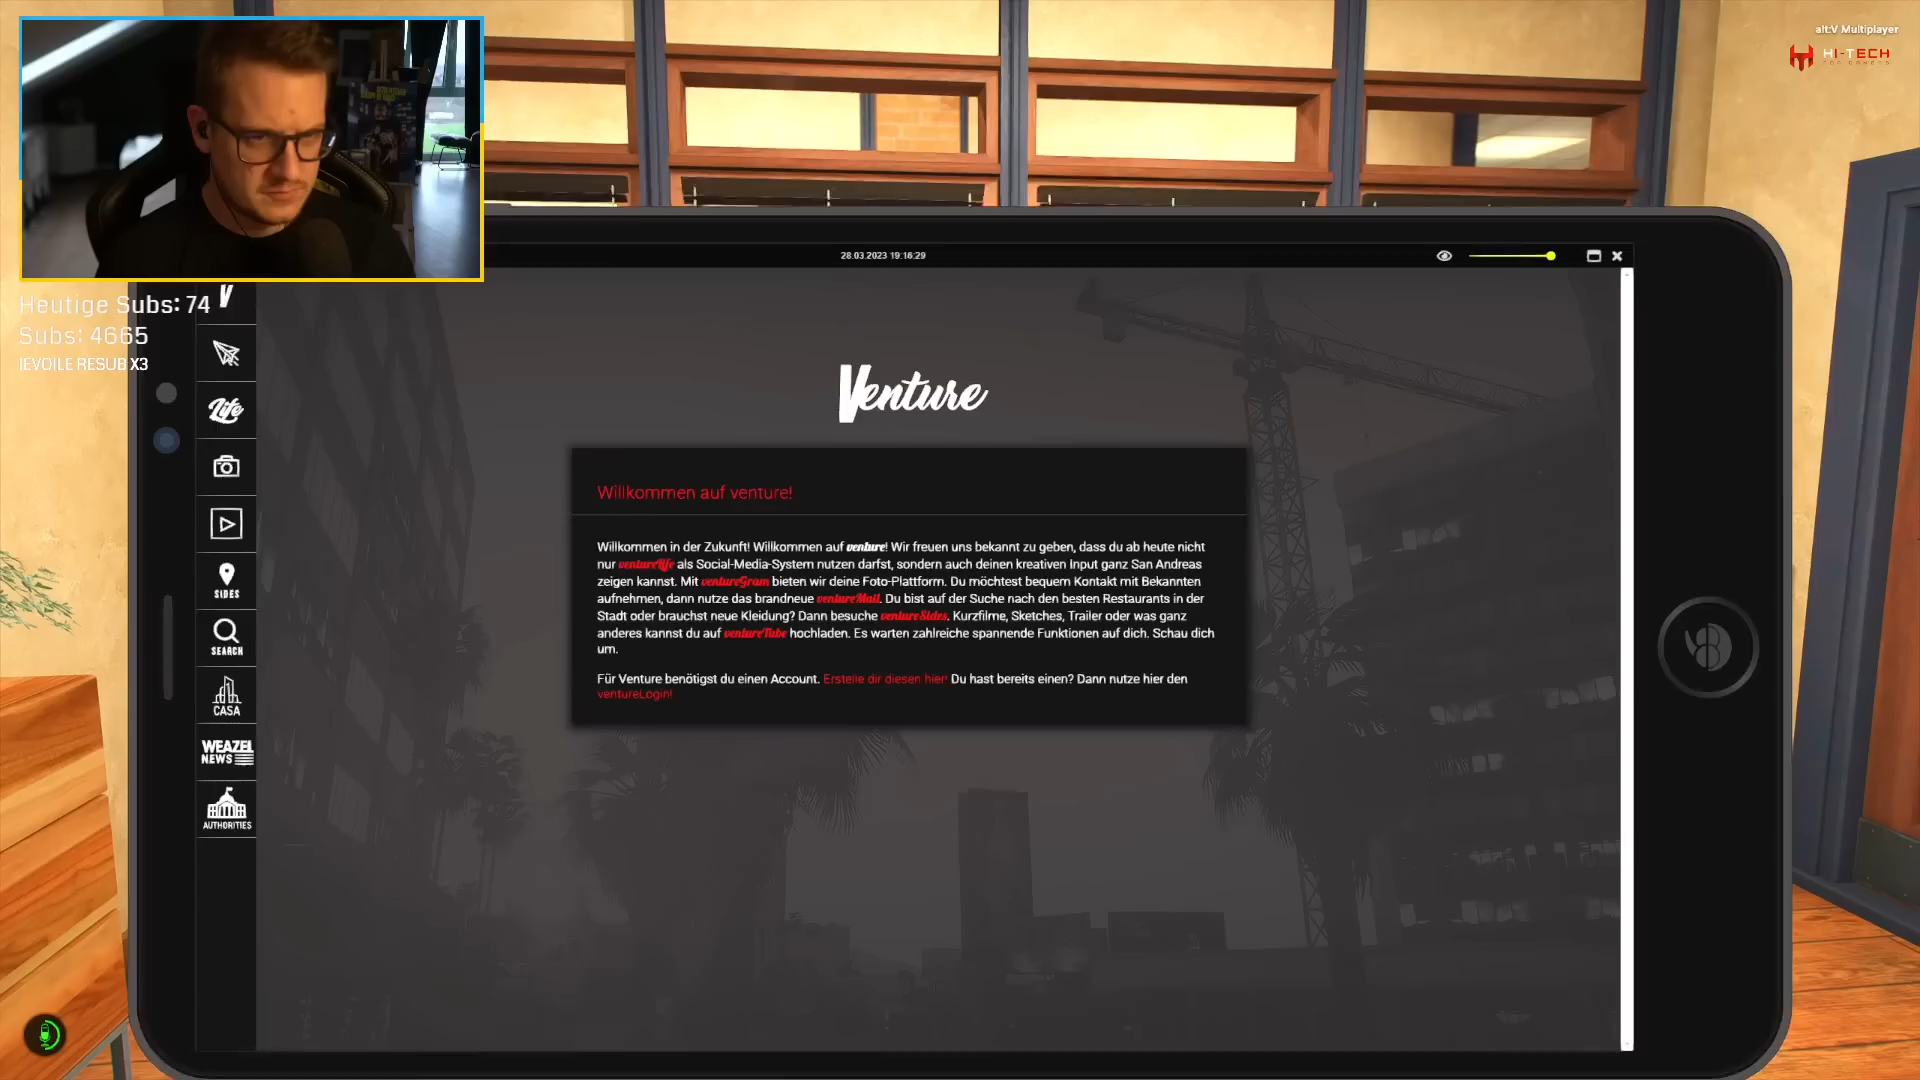 alt:V Multiplayer
HI-TECH
28.03.2023 19:16:29
Heutige Subs: 74
Subs: 4665
IEVOILE RESUB X3
V
Life
SIDES
SEARCH
CASA
WEAZEL
NEWS
AUTHORITIES
Venture
Willkommen auf venture!
Willkommen in der Zukunft! Willkommen auf venture! Wir freuen uns bekannt zu geben, dass du ab heute nicht
nur ventureLife als Social-Media-System nutzen darfst, sondern auch deinen kreativen Input ganz San Andreas
zeigen kannst. Mit ventureGram bieten wir deine Foto-Plattform. Du möchtest bequem Kontakt mit Bekannten
aufnehmen, dann nutze das brandneue ventureMail. Du bist auf der Suche nach den besten Restaurants in der
Stadt oder brauchst neue Kleidung? Dann besuche ventureSides. Kurzfilme, Sketches, Trailer oder was ganz
anderes kannst du auf ventureTube hochladen. Es warten zahlreiche spannende Funktionen auf dich. Schau dich
um.
Für Venture benötigst du einen Account. Erstelle dir diesen hier! Du hast bereits einen? Dann nutze hier den
ventureLogin!